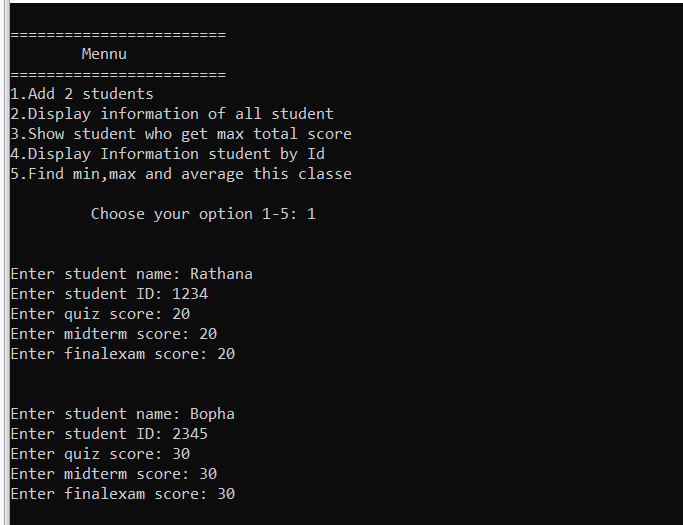 ========================
Mennu
========================
1.Add 2 students
2.Display information of all student
3.Show student who get max total score
4.Display Information student by Id
5.Find min,max and average this classe
Choose your option 1-5: 1
Enter student name: Rathana
Enter student ID: 1234
Enter quiz score: 20
Enter midterm score: 20
Enter finalexam score: 20
Enter student name: Bopha
Enter student ID: 2345
Enter quiz score: 30
Enter midterm score: 30
Enter finalexam score: 30